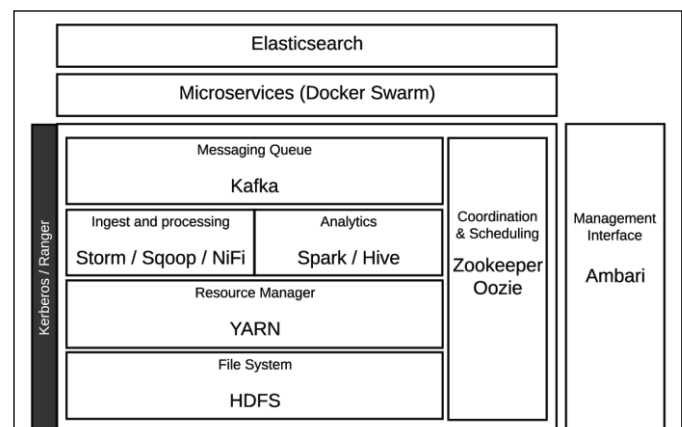 Elasticsearch
Microservices (Docker Swarm)
Kerberos / Ranger
Messaging Queue
Kafka
Ingest and processing
Storm / Sqoop / NiFi
Analytics
Spark / Hive
Resource Manager
YARN
File System
HDFS
Coordination
& Scheduling
Zookeeper
Oozie
Management
Interface
Ambari